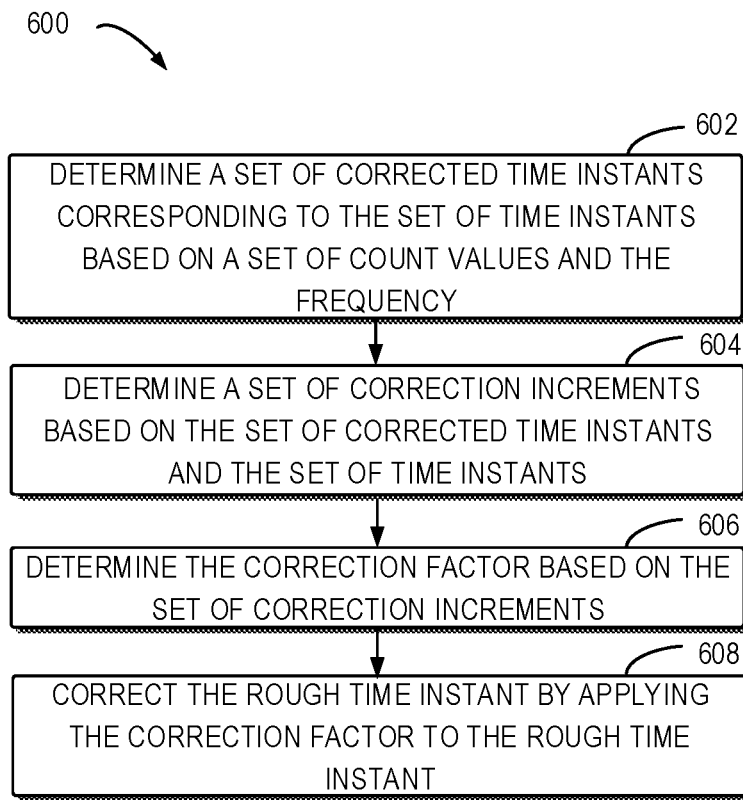 600
602
DETERMINE A SET OF CORRECTED TIME INSTANTS
CORRESPONDING TO THE SET OF TIME INSTANTS
BASED ON A SET OF COUNT VALUES AND THE
FREQUENCY
604
DETERMINE A SET OF CORRECTION INCREMENTS
BASED ON THE SET OF CORRECTED TIME INSTANTS
AND THE SET OF TIME INSTANTS
606
DETERMINE THE CORRECTION FACTOR BASED ON THE
SET OF CORRECTION INCREMENTS
608
CORRECT THE ROUGH TIME INSTANT BY APPLYING
THE CORRECTION FACTOR TO THE ROUGH TIME
INSTANT